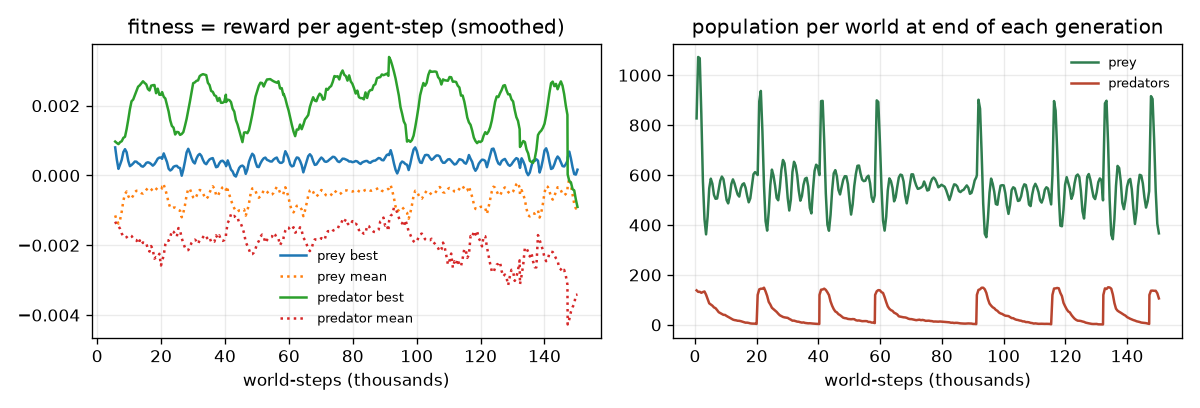 fitness = reward per agent-step (smoothed)
0.002
0.000
−0.002
−0.004
prey best
prey mean
predator best
predator mean
0 20 40 60 80 100 120 140
world-steps (thousands)
population per world at end of each generation
1000
800
600
400
200
0
prey
predators
0 20 40 60 80 100 120 140
world-steps (thousands)